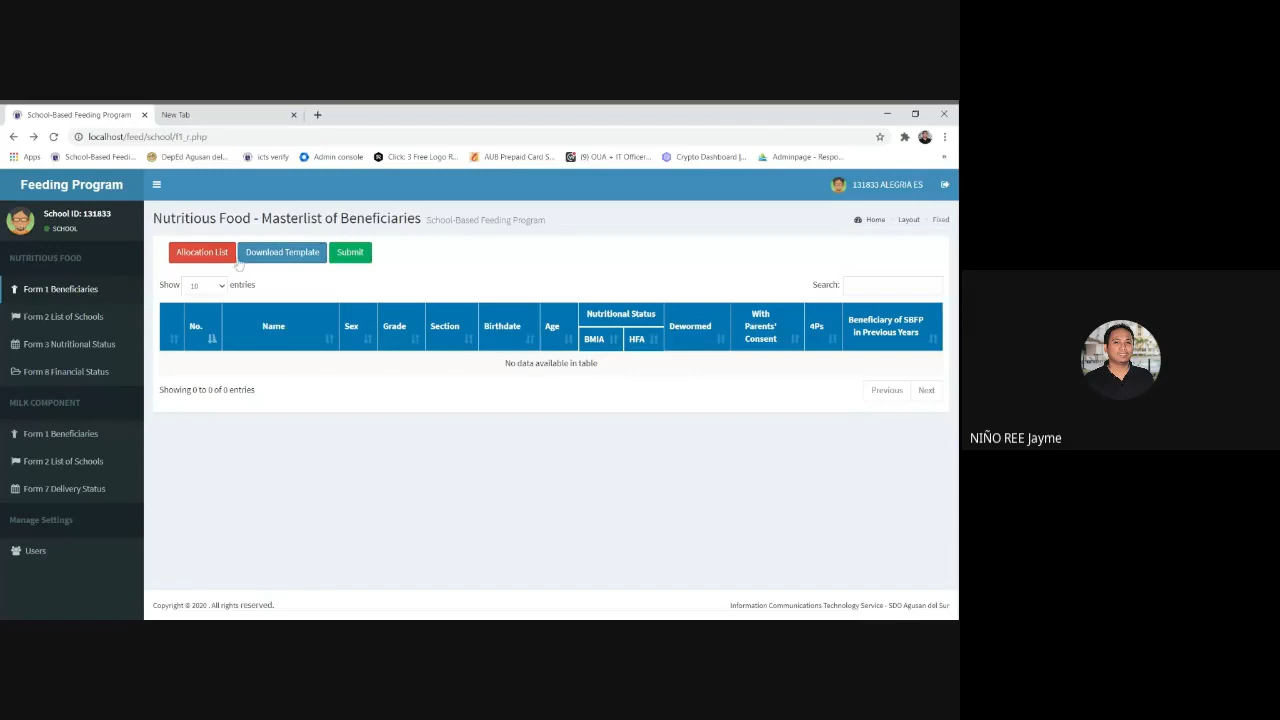 School-Based Feeding Program
New Tab
localhost/feed/school/f1_r.php
Apps
School-Based Feedi...
DepEd Agusan del...
icts verify
Admin console
Click: 3 Free Logo R...
AUB Prepaid Card S...
(9) OUA + IT Officer...
Crypto Dashboard |...
Adminpage - Respo...
Feeding Program
131833 ALEGRIA ES
School ID: 131833
SCHOOL
NUTRITIOUS FOOD
Form 1 Beneficiaries
Form 2 List of Schools
Form 3 Nutritional Status
Form 8 Financial Status
MILK COMPONENT
Form 1 Beneficiaries
Form 2 List of Schools
Form 7 Delivery Status
Manage Settings
Users
Nutritious Food - Masterlist of Beneficiaries School-Based Feeding Program
Home
Layout
Fixed
Allocation List
Download Template
Submit
Show 10 entries
Search:
No.
Name
Sex
Grade
Section
Birthdate
Age
Nutritional Status
BMIA
HFA
Dewormed
With
Parents'
Consent
4Ps
Beneficiary of SBFP
in Previous Years
No data available in table
Showing 0 to 0 of 0 entries
Previous
Next
Copyright © 2020 . All rights reserved.
Information Communications Technology Service - SDO Agusan del Sur
NIÑO REE Jayme